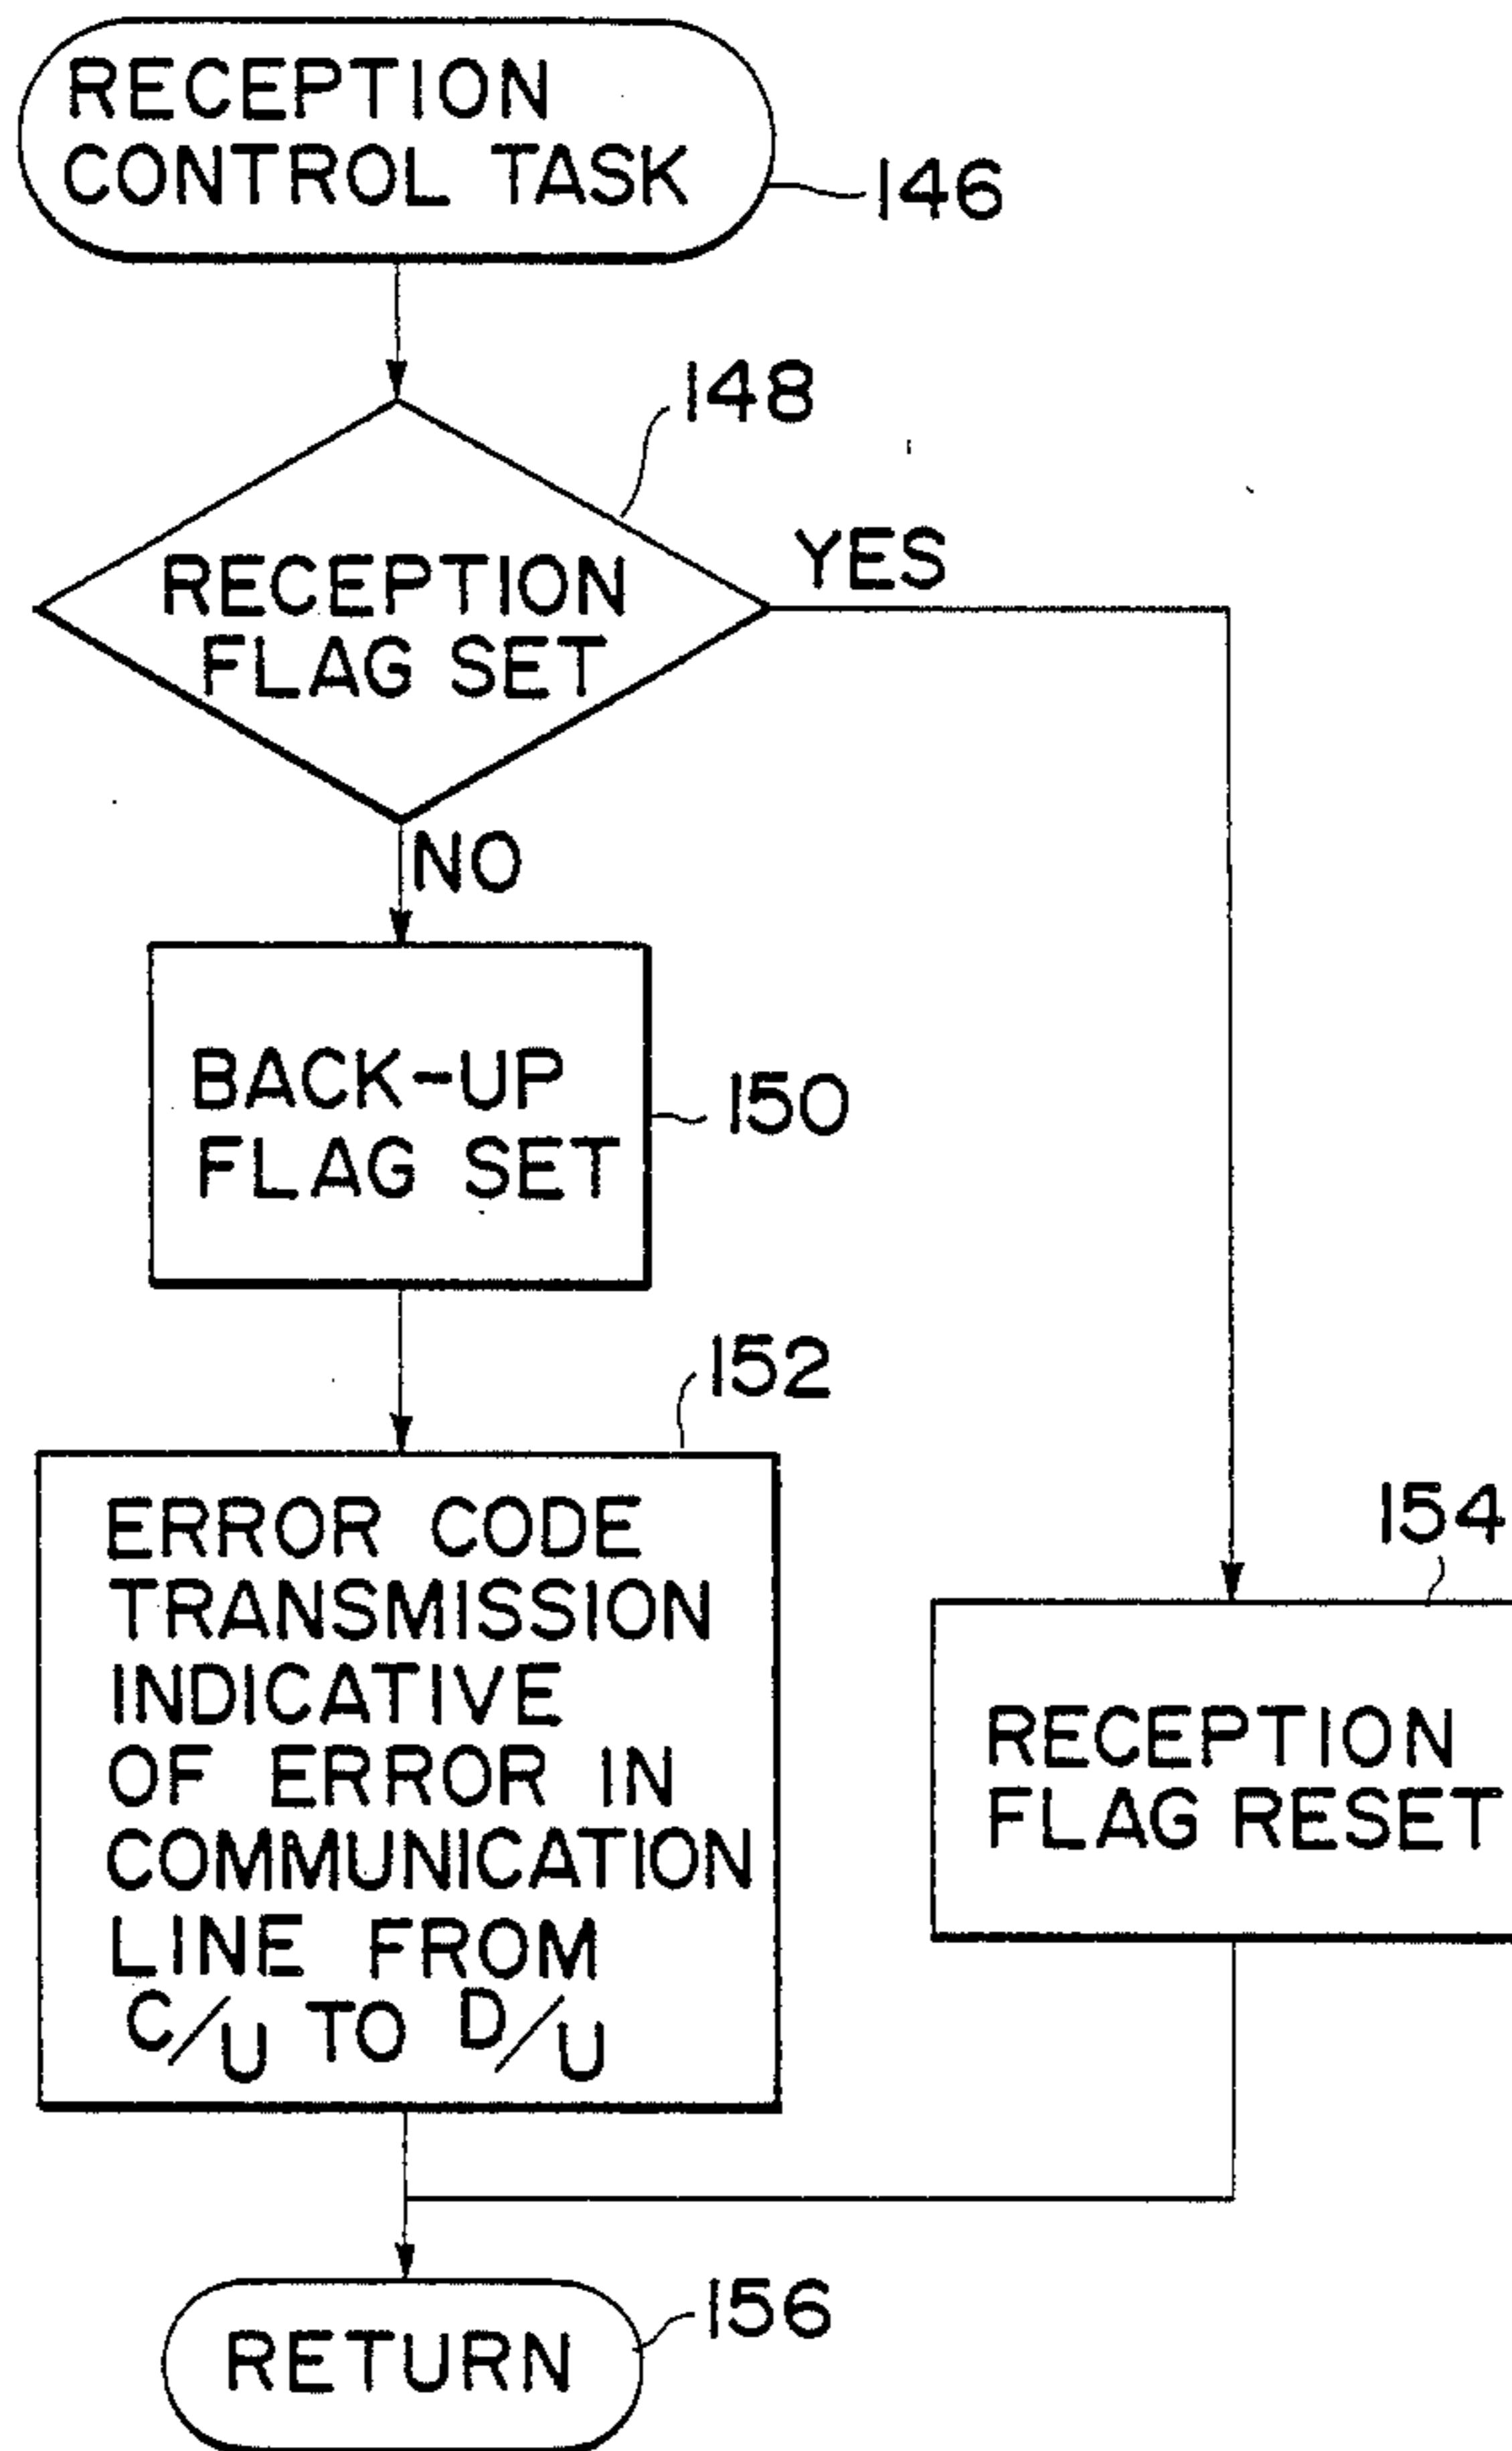 RECEPTION
CONTROL TASK
146
148
RECEPTION
FLAG SET
YES
NO
BACK-UP
FLAG SET
150
152
ERROR CODE
TRANSMISSION
INDICATIVE
OF ERROR IN
COMMUNICATION
LINE FROM
C/U TO D/U
154
RECEPTION
FLAG RESET
RETURN
156